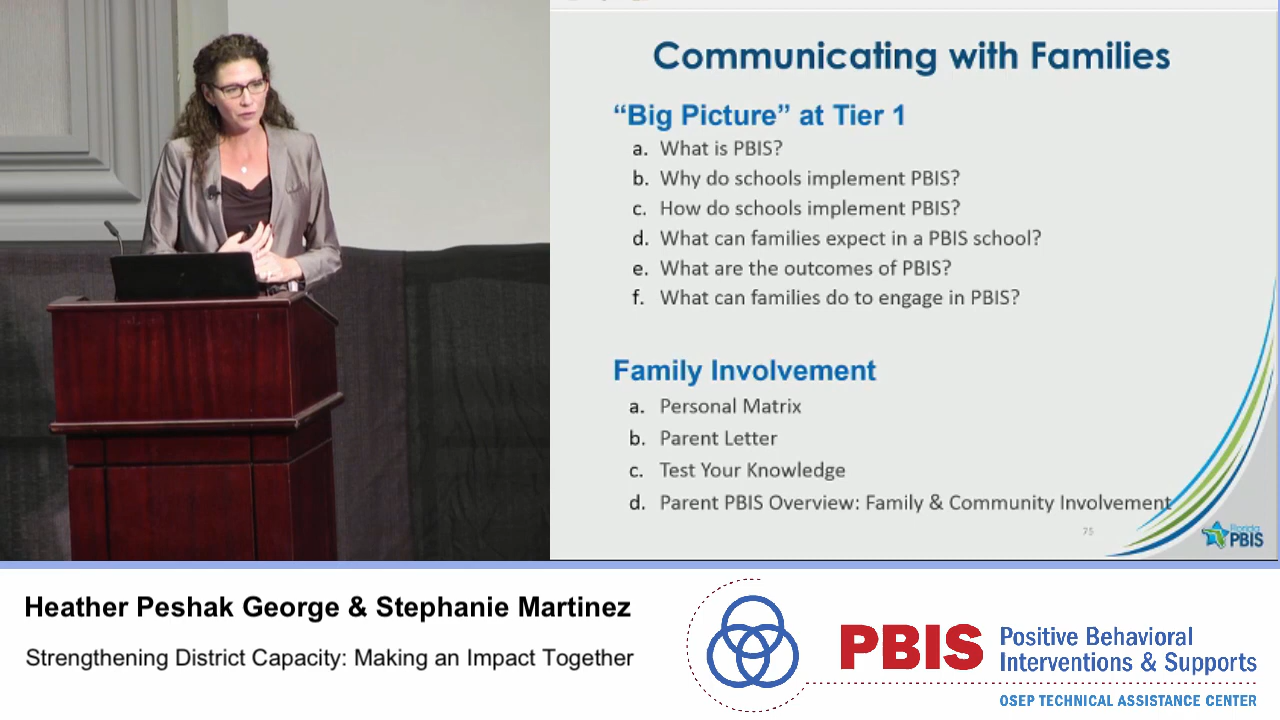 Communicating with Families
“Big Picture” at Tier 1
a. What is PBIS?
b. Why do schools implement PBIS?
c. How do schools implement PBIS?
d. What can families expect in a PBIS school?
e. What are the outcomes of PBIS?
f. What can families do to engage in PBIS?
Family Involvement
a. Personal Matrix
b. Parent Letter
c. Test Your Knowledge
d. Parent PBIS Overview: Family & Community Involvement
75
Florida
PBIS
Heather Peshak George & Stephanie Martinez
Strengthening District Capacity: Making an Impact Together
PBIS
Positive Behavioral
Interventions & Supports
OSEP TECHNICAL ASSISTANCE CENTER